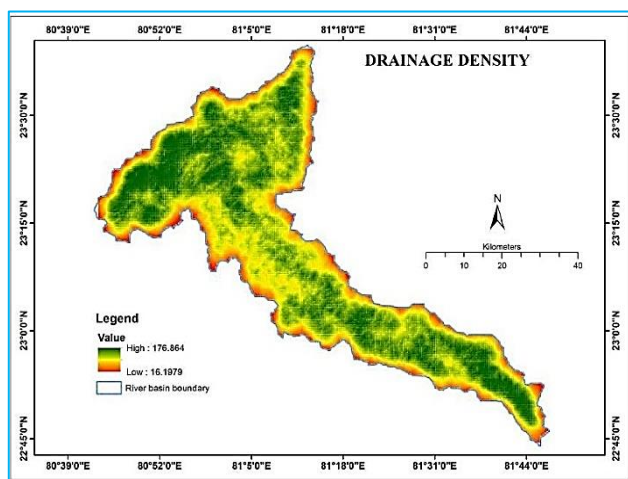 80°39'0"E 80°52'0"E 81°5'0"E 81°18'0"E 81°31'0"E 81°44'0"E
DRAINAGE DENSITY
23°30'0"N 23°30'0"N
N
23°15'0"N 23°15'0"N
Kilometers
0 5 10 20 30 40
23°0'0"N 23°0'0"N
Legend
Value
High : 176.864
Low : 16.1979
River basin boundary
22°45'0"N 22°45'0"N
80°39'0"E 80°52'0"E 81°5'0"E 81°18'0"E 81°31'0"E 81°44'0"E